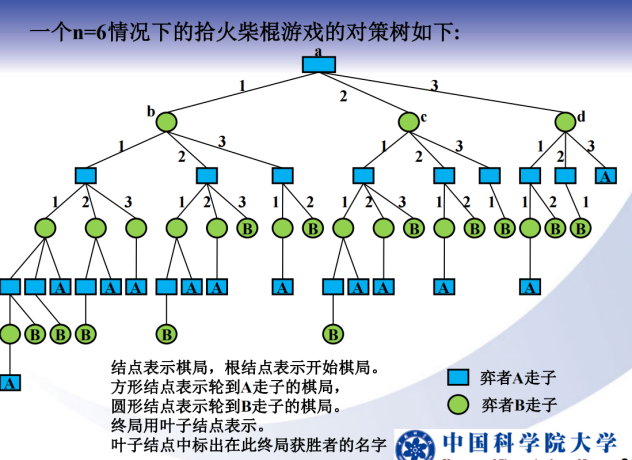 一个n=6情况下的拾火柴棍游戏的对策树如下:
a
1 2 3
b c d
1 2 3 1 2 3 1 2 3
A
1 2 3 1 2 3 1 2 1 2 3 1 2 1 1 2 1
B B B B B B B
A A A A A A A A A A
B B B B B
A
结点表示棋局，根结点表示开始棋局。
方形结点表示轮到A走子的棋局，
圆形结点表示轮到B走子的棋局。
终局用叶子结点表示。
叶子结点中标出在此终局获胜者的名字
弈者A走子
弈者B走子
中国科学院大学